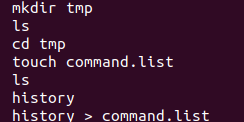 mkdir tmp
ls
cd tmp
touch command.list
ls
history
history > command.list